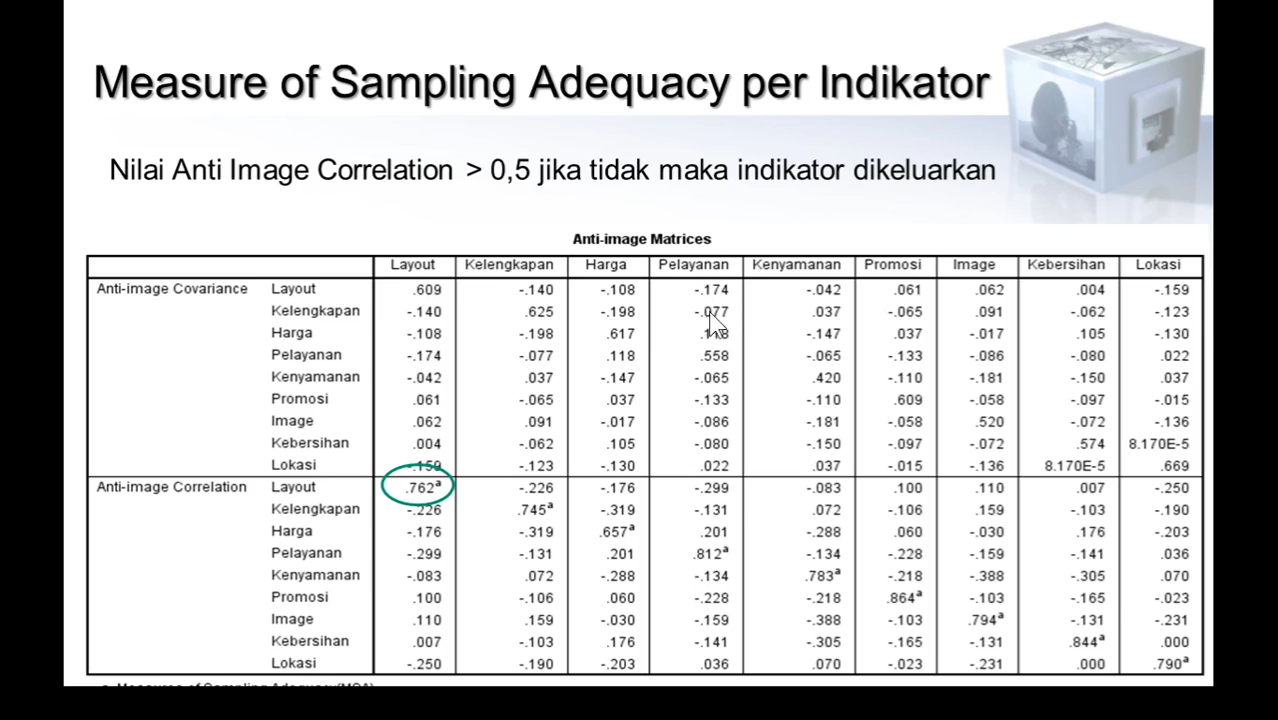 Measure of Sampling Adequacy per Indikator
Nilai Anti Image Correlation > 0,5 jika tidak maka indikator dikeluarkan
Anti-image Matrices
Layout Kelengkapan Harga Pelayanan Kenyamanan Promosi Image Kebersihan Lokasi
Anti-image Covariance Layout .609 -.140 -.108 -.174 -.042 .061 .062 .004 -.159
Kelengkapan -.140 .625 -.198 -.077 .037 -.065 .091 -.062 -.123
Harga -.108 -.198 .617 .118 -.147 .037 -.017 .105 -.130
Pelayanan -.174 -.077 .118 .558 -.065 -.133 -.086 -.080 .022
Kenyamanan -.042 .037 -.147 -.065 .420 -.110 -.181 -.150 .037
Promosi .061 -.065 .037 -.133 -.110 .609 -.058 -.097 -.015
Image .062 .091 -.017 -.086 -.181 -.058 .520 -.072 -.136
Kebersihan .004 -.062 .105 -.080 -.150 -.097 -.072 .574 8.170E-5
Lokasi -.159 -.123 -.130 .022 .037 -.015 -.136 8.170E-5 .669
Anti-image Correlation Layout .762a -.226 -.176 -.299 -.083 .100 .110 .007 -.250
Kelengkapan -.226 .745a -.319 -.131 .072 -.106 .159 -.103 -.190
Harga -.176 -.319 .657a .201 -.288 .060 -.030 .176 -.203
Pelayanan -.299 -.131 .201 .812a -.134 -.228 -.159 -.141 .036
Kenyamanan -.083 .072 -.288 -.134 .783a -.218 -.388 -.305 .070
Promosi .100 -.106 .060 -.228 -.218 .864a -.103 -.165 -.023
Image .110 .159 -.030 -.159 -.388 -.103 .794a -.131 -.231
Kebersihan .007 -.103 .176 -.141 -.305 -.165 -.131 .844a .000
Lokasi -.250 -.190 -.203 .036 .070 -.023 -.231 .000 .790a
a. Measures of Sampling Adequacy(MSA)